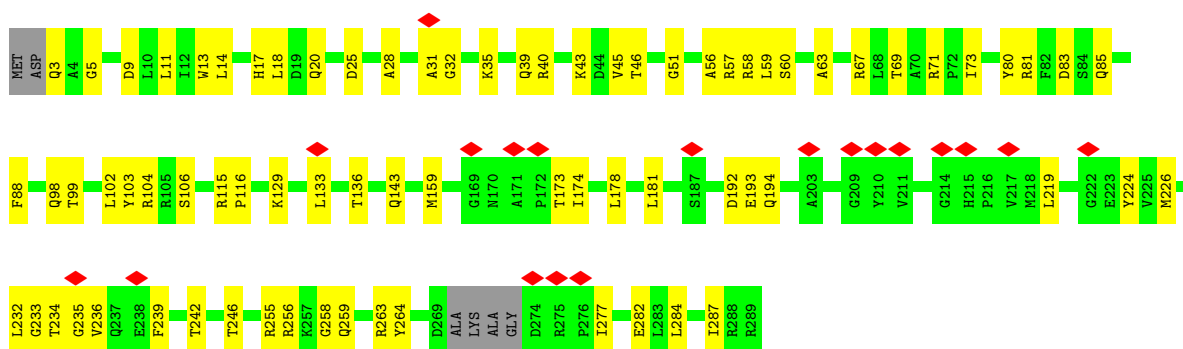 MET ASP Q3 A4 G5 D9 L10 L11 I12 W13 L14 H17 L18 D19 Q20 D25 A28 A31 G32 K35 Q39 R40 K43 D44 V45 T46 G51 A56 R57 R58 L59 S60 A63 R67 L68 T69 A70 R71 P72 I73 Y80 R81 F82 D83 S84 Q85
F88 Q98 T99 L102 Y103 R104 R105 S106 R115 P116 K129 L133 T136 Q143 M159 G169 N170 A171 P172 T173 I174 L178 L181 S187 D192 E193 Q194 A203 G209 Y210 V211 G214 H215 P216 V217 M218 L219 G222 E223 Y224 V225 M226
L232 G233 T234 G235 V236 Q237 E238 F239 T242 T246 R255 R256 K257 G258 Q259 R263 Y264 D269 ALA LYS ALA GLY D274 R275 P276 I277 E282 L283 L284 I287 R288 R289